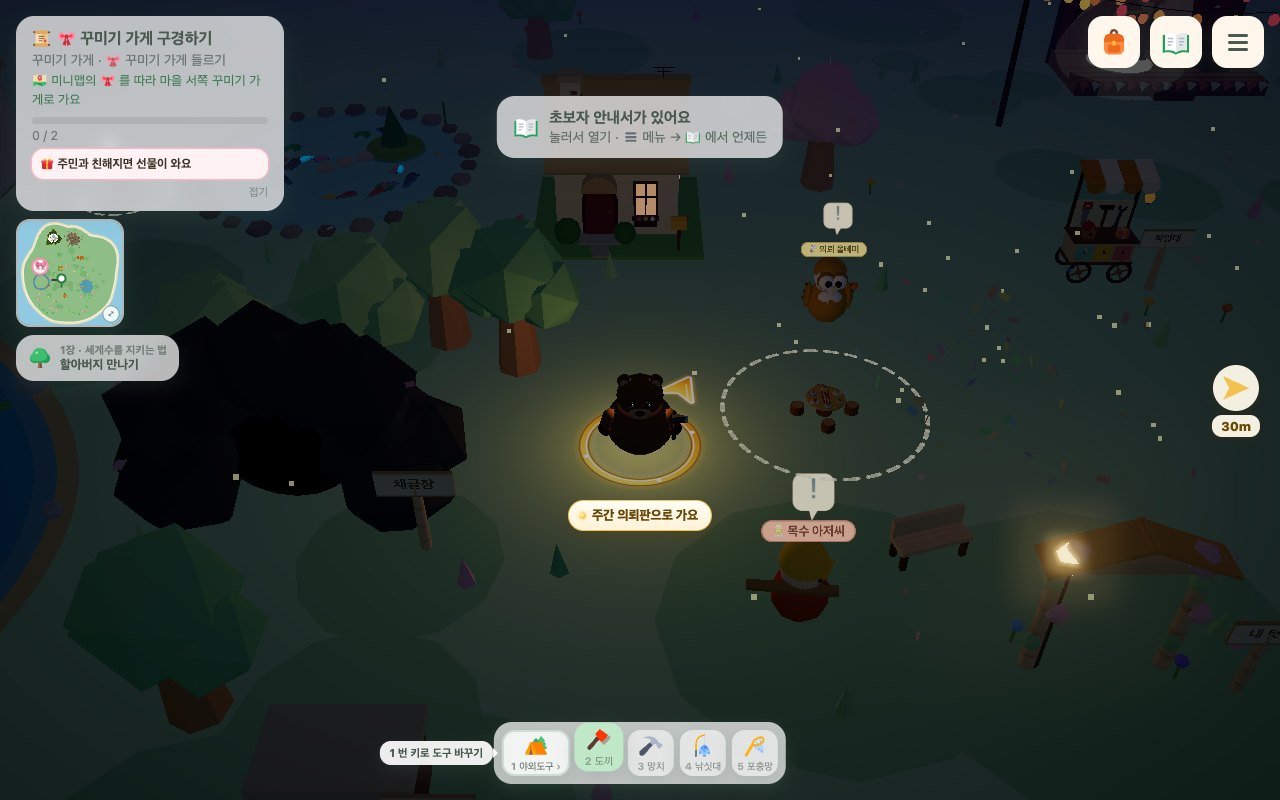 꾸미기 가게 구경하기
꾸미기 가게 · 꾸미기 가게 들르기
미니맵의 를 따라 마을 서쪽 꾸미기 가
게로 가요
0 / 2
주민과 친해지면 선물이 와요
접기
1장 · 세계수를 지키는 법
할아버지 만나기
초보자 안내서가 있어요
눌러서 열기 · 메뉴 → 에서 언제든
!
의뢰 올빼미
작업대
30m
채굴장
주간 의뢰판으로 가요
!
목수 아저씨
1 번 키로 도구 바꾸기
1 야외도구 ›
2 도끼
3 망치
4 낚싯대
5 포충망